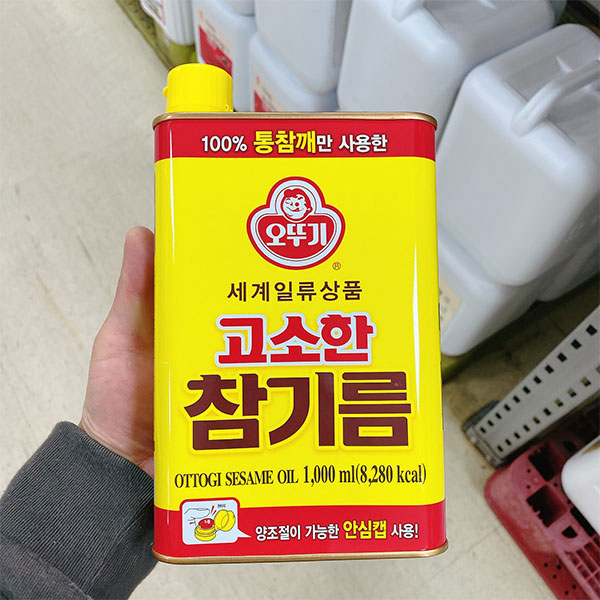 100% 통참깨만 사용한
오뚜기
®
세계일류상품
고소한
참기름
OTTOGI SESAME OIL 1,000 ml(8,280 kcal)
양조절이 가능한 안심캡 사용!